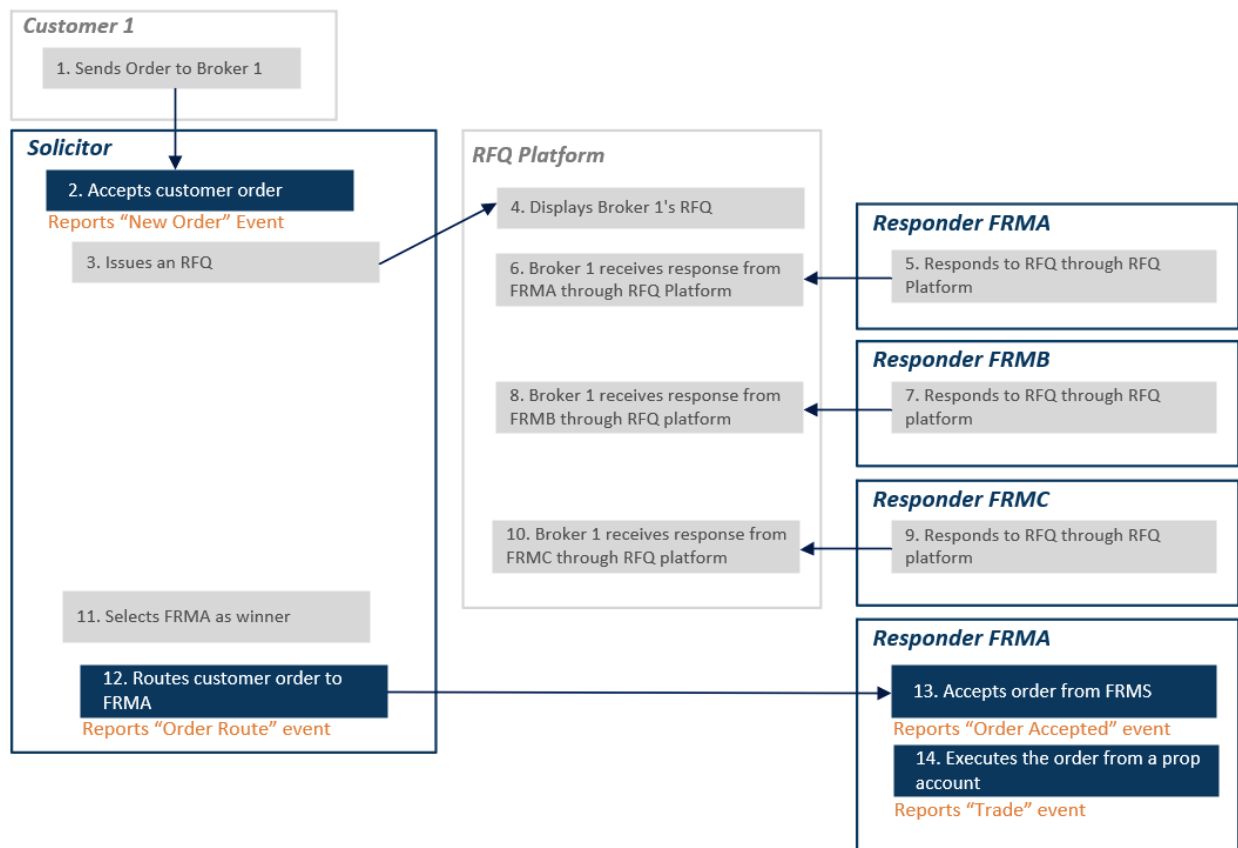 Customer 1
1. Sends Order to Broker 1
Solicitor
2. Accepts customer order
Reports “New Order” Event
3. Issues an RFQ
RFQ Platform
4. Displays Broker 1's RFQ
Responder FRMA
5. Responds to RFQ through RFQ
Platform
6. Broker 1 receives response from
FRMA through RFQ Platform
Responder FRMB
7. Responds to RFQ through RFQ
platform
8. Broker 1 receives response from
FRMB through RFQ platform
Responder FRMC
9. Responds to RFQ through RFQ
platform
10. Broker 1 receives response from
FRMC through RFQ platform
11. Selects FRMA as winner
12. Routes customer order to
FRMA
Reports “Order Route” event
Responder FRMA
13. Accepts order from FRMS
Reports “Order Accepted” event
14. Executes the order from a prop
account
Reports “Trade” event